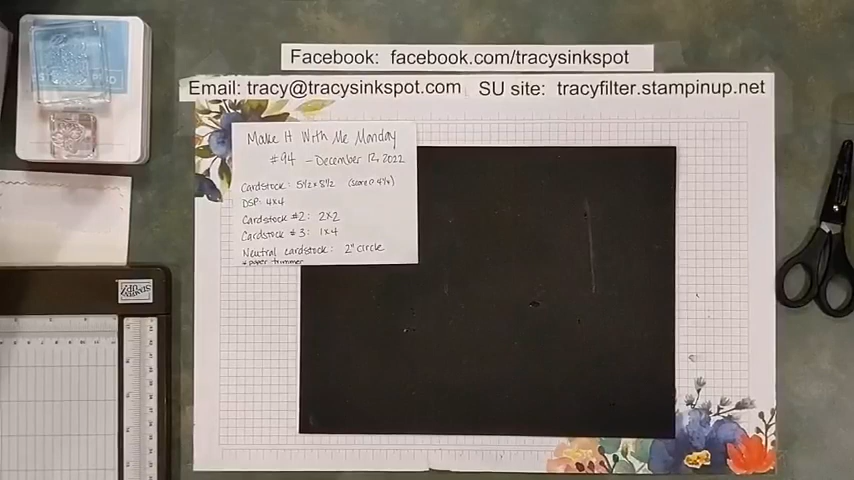 Facebook: facebook.com/tracysinkspot
Email: tracy@tracysinkspot.com SU site: tracyfilter.stampinup.net
Make It With Me Monday
#94 - December 12, 2022
Cardstock: 5½ x 8½ (score @ 4¼)
DSP: 4x4
Cardstock #2: 2x2
Cardstock #3: 1x4
Neutral cardstock: 2" circle
+ paper trimmer